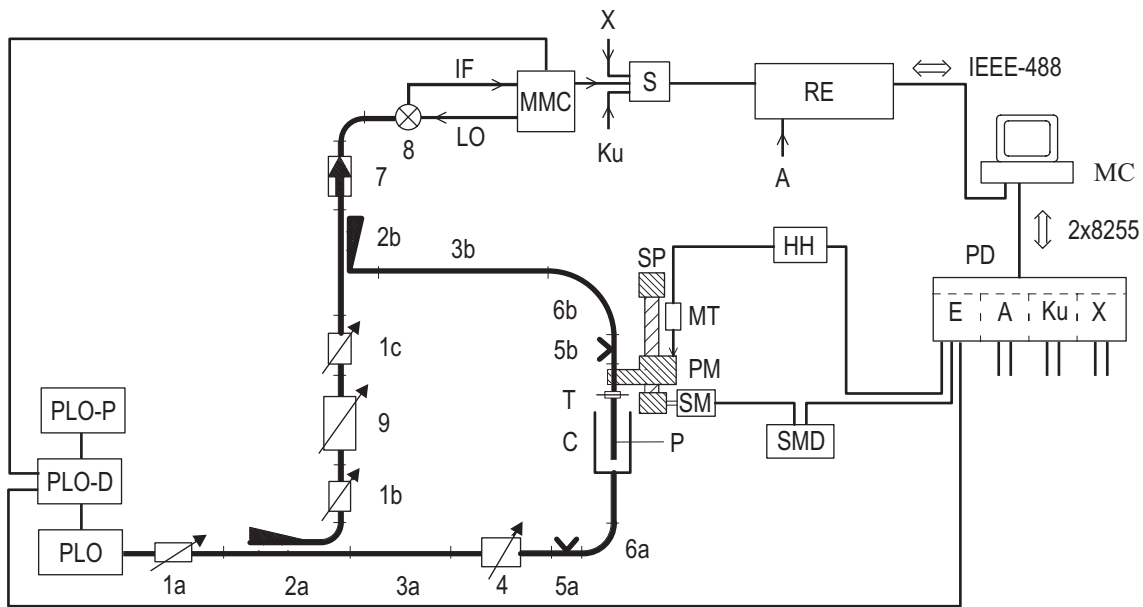 X
IF
IEEE-488
MMC
S
RE
LO
8
Ku
A
MC
7
2x8255
2b
3b
SP
HH
PD
E A Ku X
6b
MT
1c
5b
PM
T
SM
PLO-P
9
C
P
SMD
PLO-D
1b
PLO
6a
1a
2a
3a
4
5a